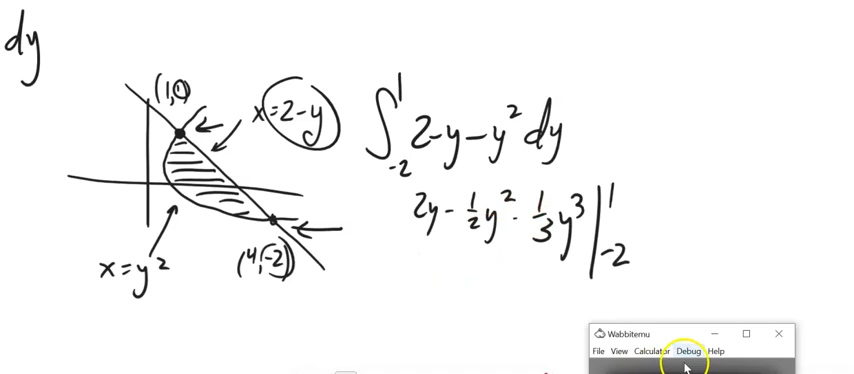 dy
(1,1)
x=2-y
∫₋₂¹ 2-y-y² dy
2y - ½y² - ⅓y³ |₋₂¹
x=y²
(4,-2)
Wabbitemu
File View Calculator Debug Help